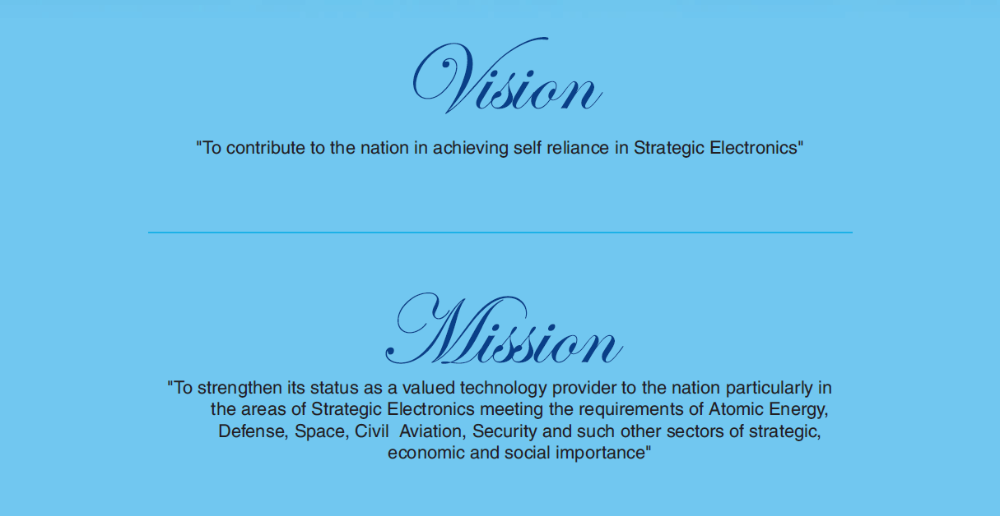 Vision
"To contribute to the nation in achieving self reliance in Strategic Electronics"
Mission
"To strengthen its status as a valued technology provider to the nation particularly in
the areas of Strategic Electronics meeting the requirements of Atomic Energy,
Defense, Space, Civil  Aviation, Security and such other sectors of strategic,
economic and social importance"